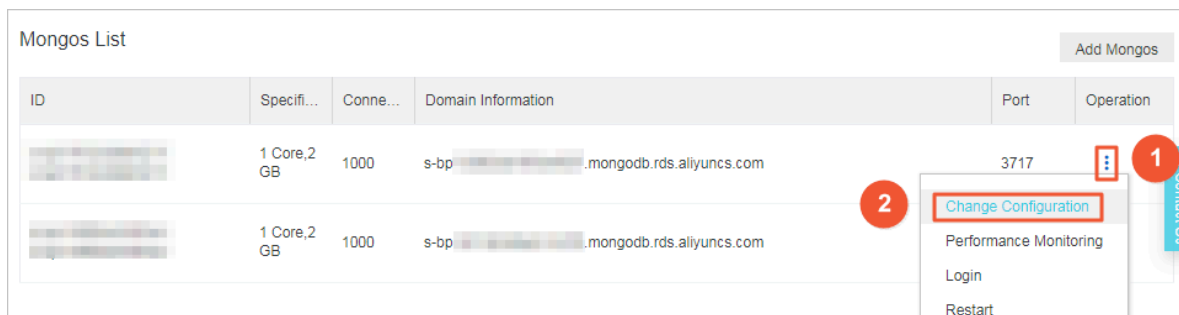 Mongos List
Add Mongos
ID Specifi... Conne... Domain Information Port Operation
1 Core,2 GB 1000 s-bp .mongodb.rds.aliyuncs.com 3717 1
2 Change Configuration
Performance Monitoring
1 Core,2 GB 1000 s-bp .mongodb.rds.aliyuncs.com
Login
Restart